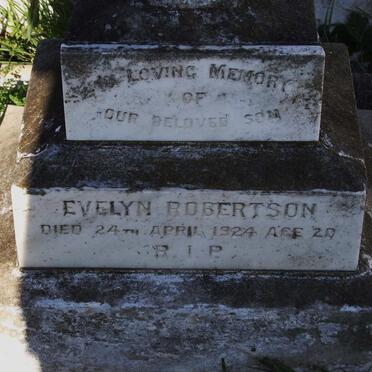 IN LOVING MEMORY
OF
OUR BELOVED SON
EVELYN ROBERTSON
DIED 24TH APRIL 1924 AGE 20
R.I.P.